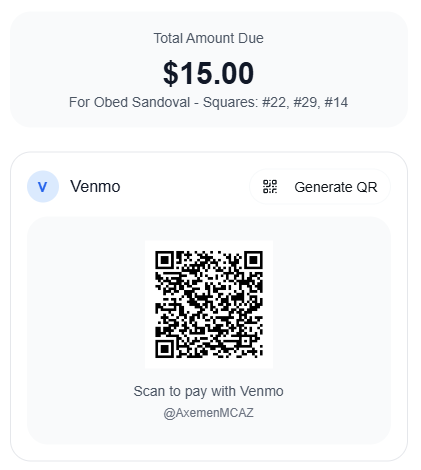 Total Amount Due
$15.00
For Obed Sandoval - Squares: #22, #29, #14
V Venmo Generate QR
Scan to pay with Venmo
@AxemenMCAZ